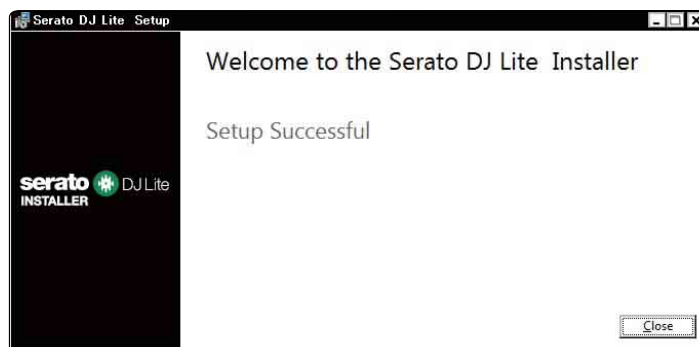 Serato DJ Lite Setup
Welcome to the Serato DJ Lite Installer
Setup Successful
serato DJ Lite
INSTALLER
Close